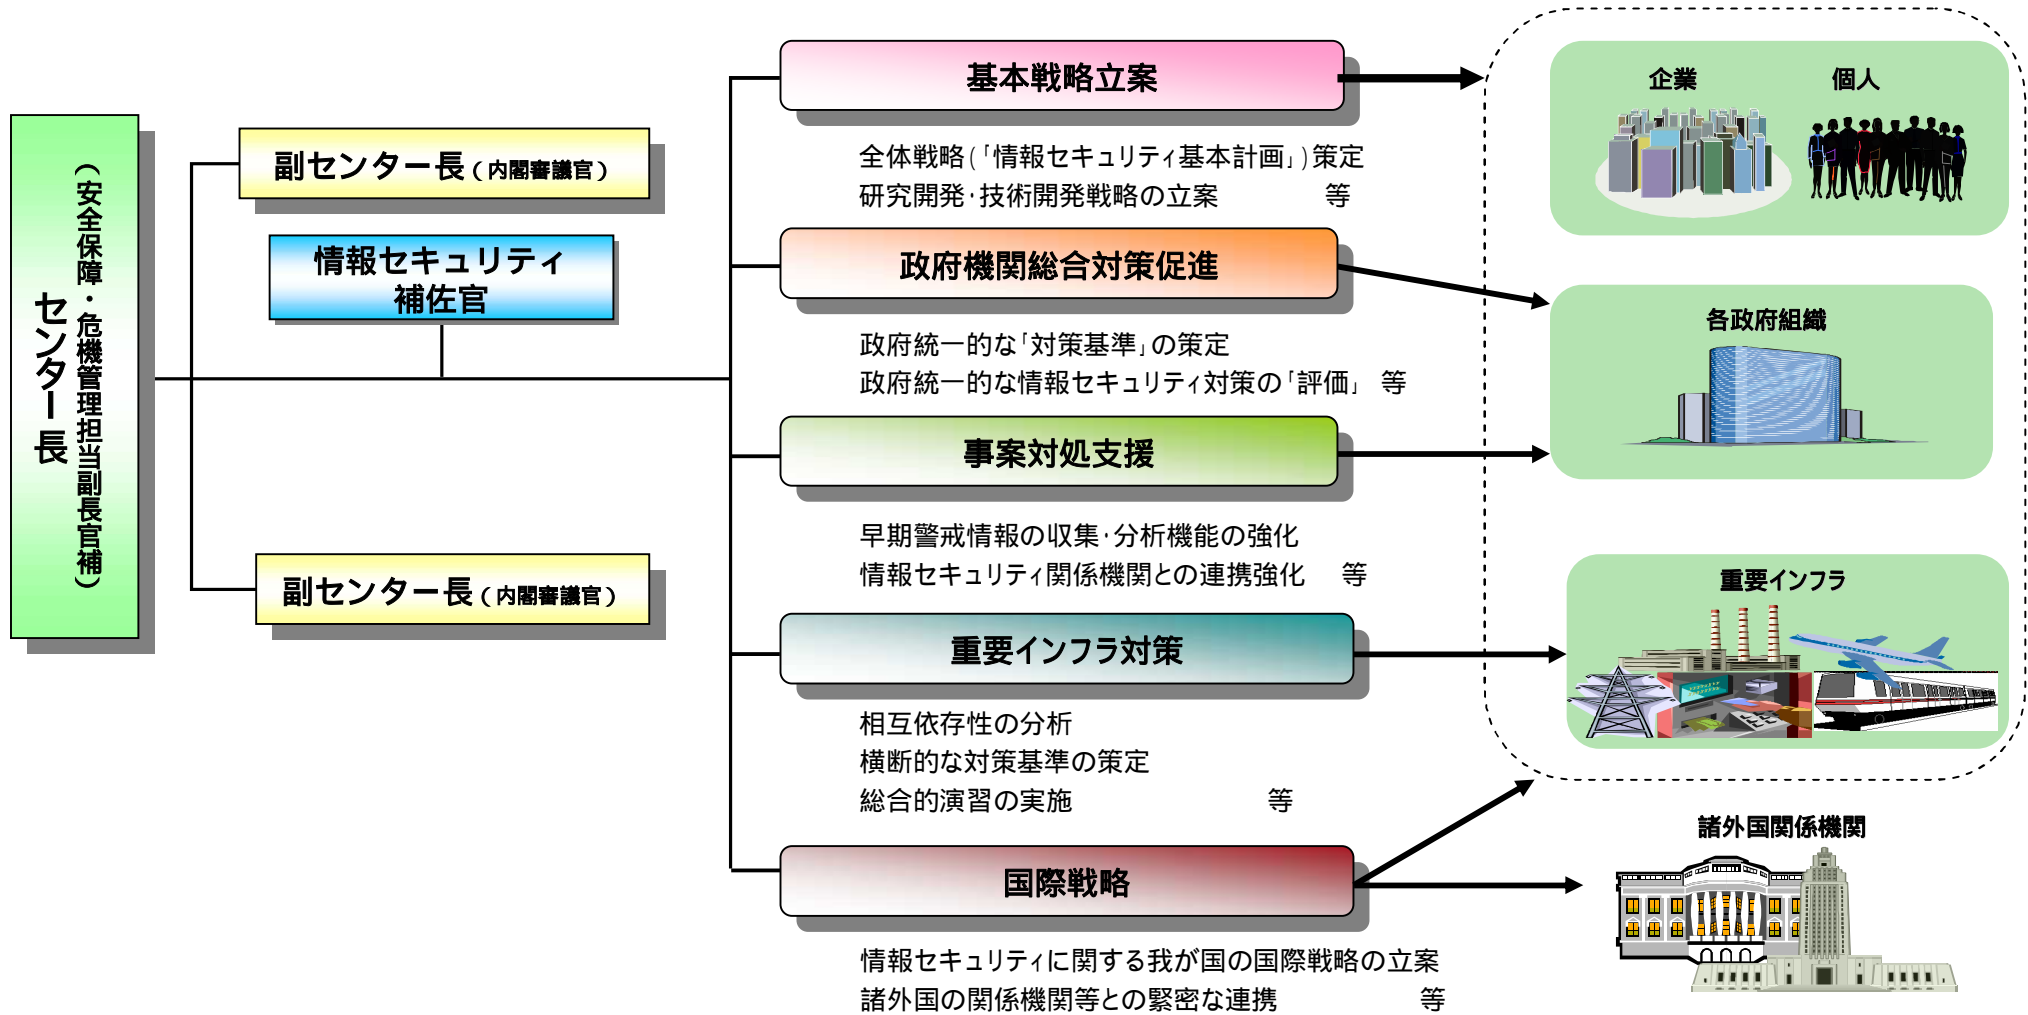 センター長
（安全保障・危機管理担当副長官補）
副センター長（内閣審議官）
情報セキュリティ
補佐官
副センター長（内閣審議官）
基本戦略立案
全体戦略（「情報セキュリティ基本計画」）策定
研究開発・技術開発戦略の立案　等
政府機関総合対策促進
政府統一的な「対策基準」の策定
政府統一的な情報セキュリティ対策の「評価」　等
事案対処支援
早期警戒情報の収集・分析機能の強化
情報セキュリティ関係機関との連携強化　等
重要インフラ対策
相互依存性の分析
横断的な対策基準の策定
総合的演習の実施　等
国際戦略
情報セキュリティに関する我が国の国際戦略の立案
諸外国の関係機関等との緊密な連携　等
企業　個人
各政府組織
重要インフラ
諸外国関係機関